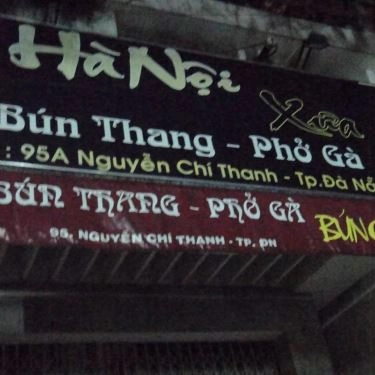 Hà Nội Xưa
Bún Thang - Phở Gà
: 95A Nguyễn Chí Thanh - Tp.Đà Nẵ
BÚN THANG - PHỞ GÀ BÚN
95, NGUYỄN CHÍ THANH - TP. ĐN